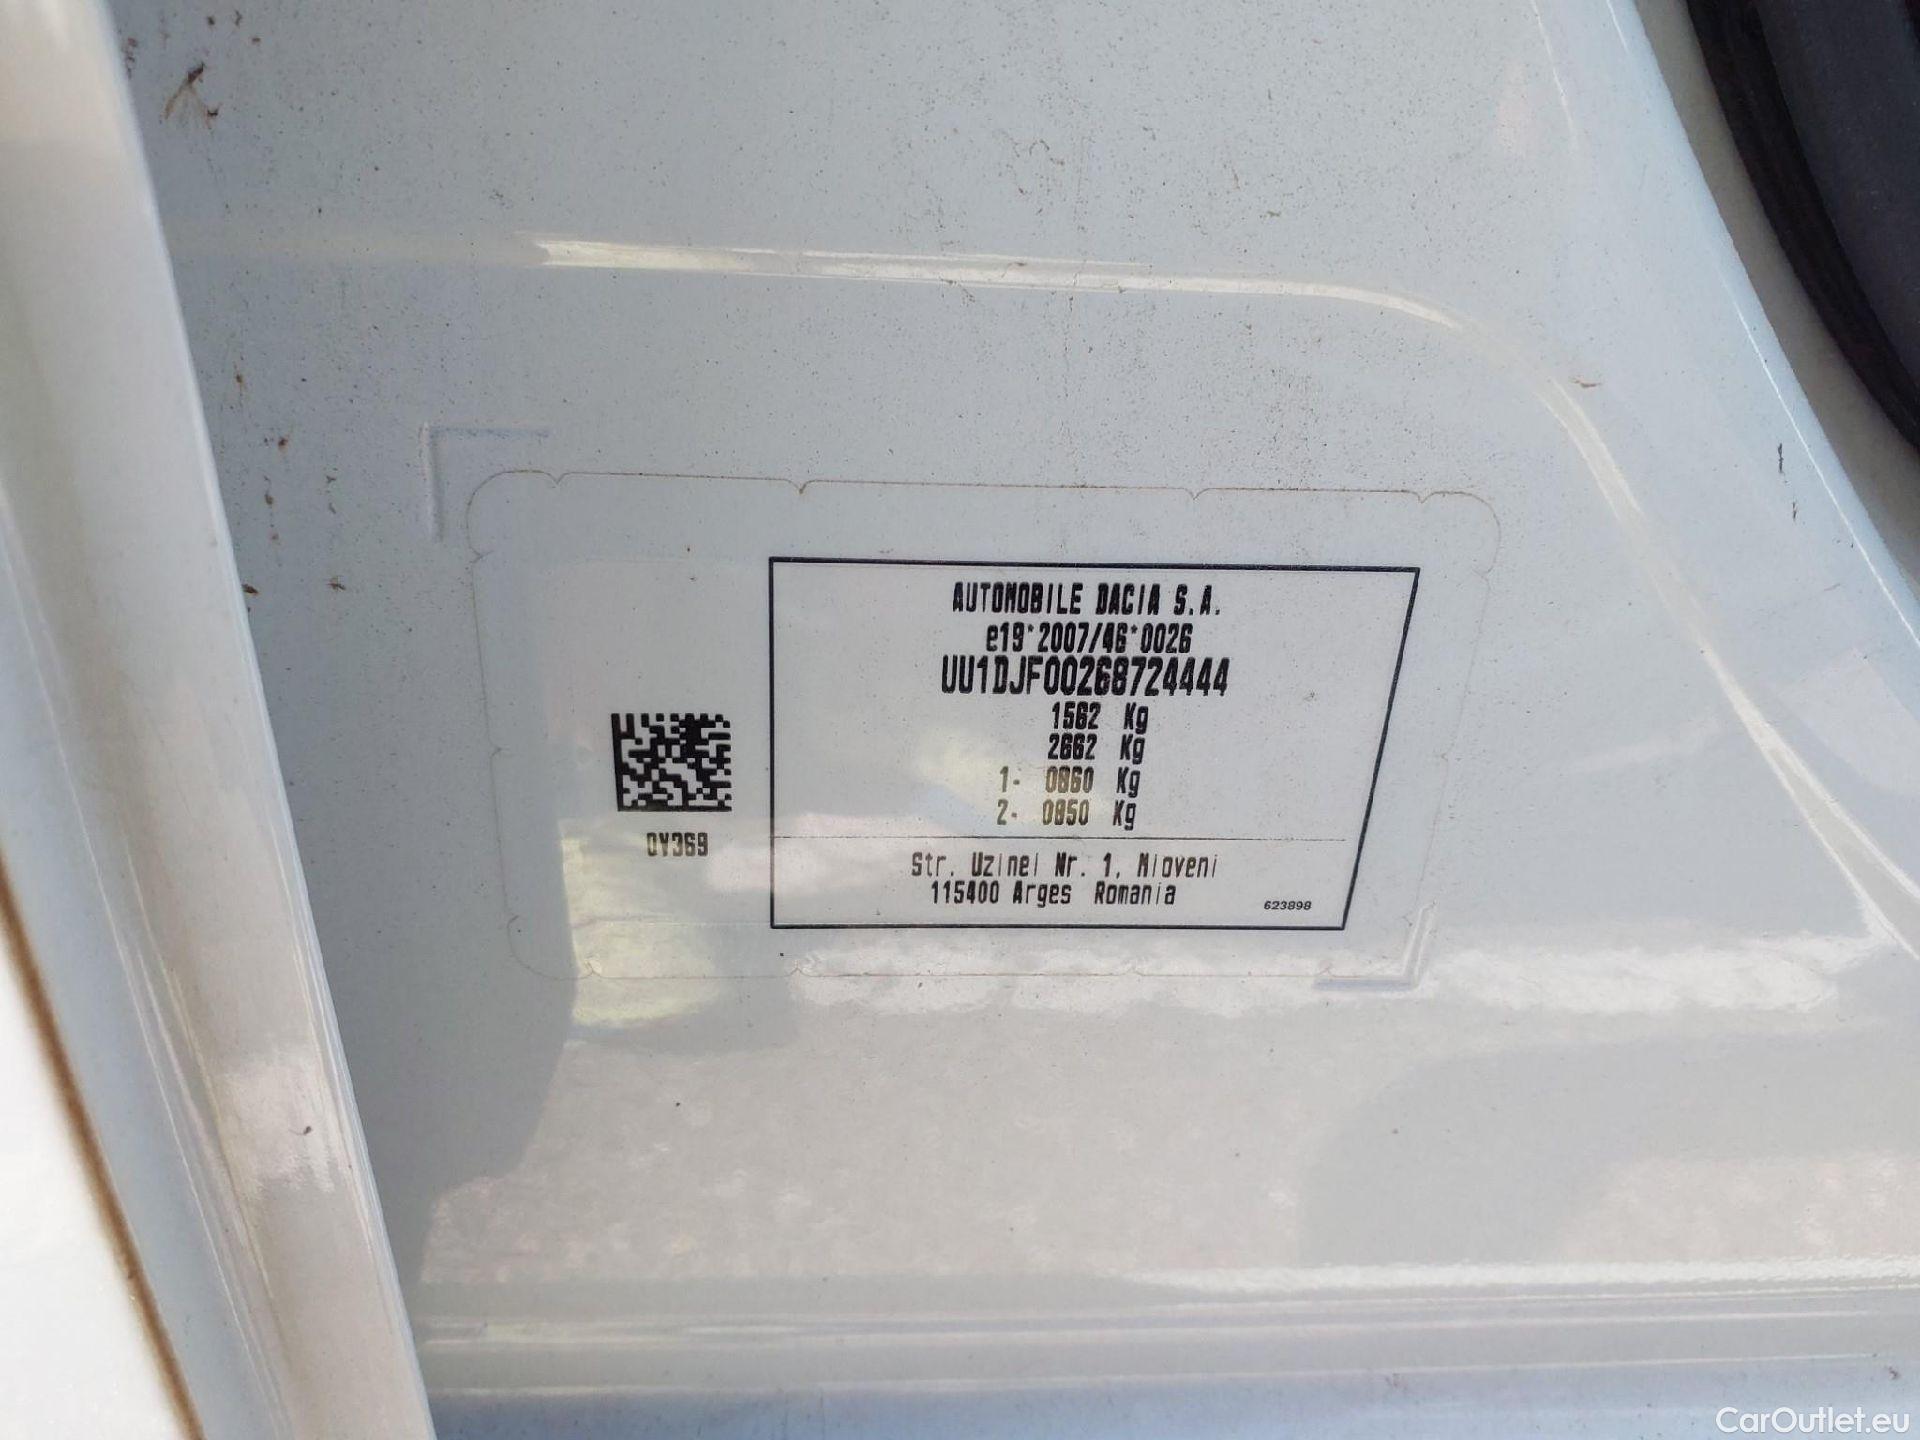 AUTOMOBILE DACIA S.A.
e19*2007/46*0026
UU1DJF00268724444
1562 Kg
2662 Kg
1- 0860 Kg
2- 0850 Kg
0Y369
Str. Uzinei Nr. 1, Mioveni
115400 Arges Romania
623898
CarOutlet.eu